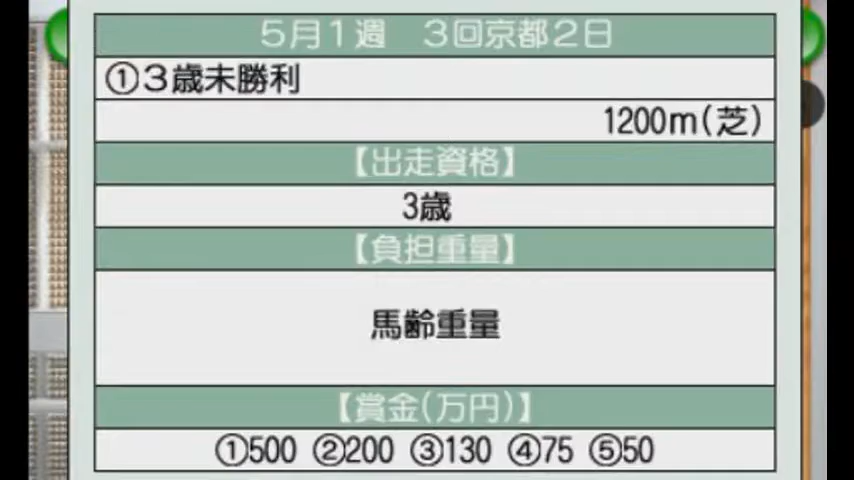 5月1週 3回京都2日
①3歳未勝利
1200m(芝)
【出走資格】
3歳
【負担重量】
馬齢重量
【賞金(万円)】
①500 ②200 ③130 ④75 ⑤50